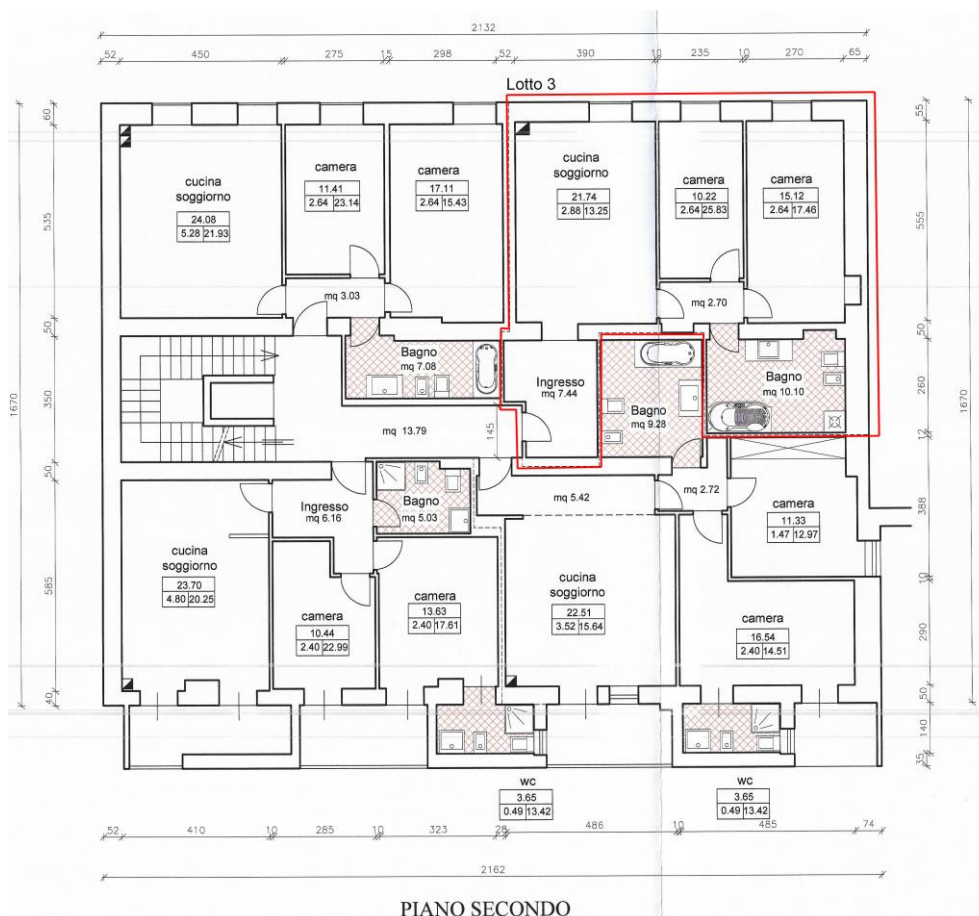 2132
52 450 275 15 298 52 390 10 235 10 270 65
Lotto 3
60
535
50
350
50
585
40
1670
55
555
50
260
12
388
10
290
50
140
35
1670
cucina
soggiorno
24.08
5.28 21.93
camera
11.41
2.64 23.14
camera
17.11
2.64 15.43
cucina
soggiorno
21.74
2.88 13.25
camera
10.22
2.64 25.83
camera
15.12
2.64 17.46
mq 3.03
mq 2.70
Bagno
mq 7.08
Ingresso
mq 7.44
Bagno
mq 9.28
Bagno
mq 10.10
mq 13.79
145
Ingresso
mq 6.16
Bagno
mq 5.03
mq 5.42
mq 2.72
camera
11.33
1.47 12.97
cucina
soggiorno
23.70
4.80 20.25
camera
10.44
2.40 22.99
camera
13.63
2.40 17.61
cucina
soggiorno
22.51
3.52 15.64
camera
16.54
2.40 14.51
wc
3.65
0.49 13.42
wc
3.65
0.49 13.42
52 410 10 285 10 323 28 486 10 485 74
2162
PIANO SECONDO